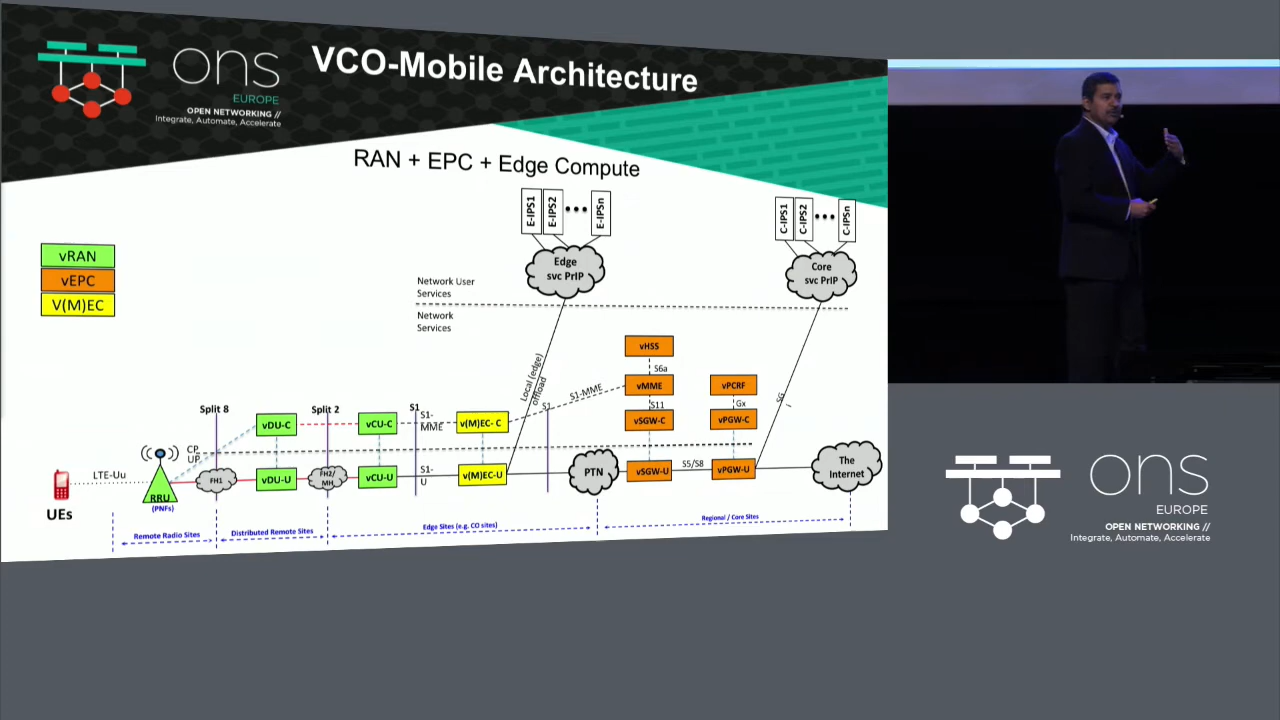 ons
EUROPE
OPEN NETWORKING //
Integrate, Automate, Accelerate
VCO-Mobile Architecture
RAN + EPC + Edge Compute
vRAN
vEPC
V(M)EC
E-IPS1
E-IPS2
E-IPSn
C-IPS1
C-IPS2
C-IPSn
Edge
svc PrIP
Core
svc PrIP
Network User
Services
Network
Services
Local (edge)
offload
SGi
vHSS
S6a
vMME
vPCRF
S11
Gx
vSGW-C
vPGW-C
Split 8
Split 2
S1
S1
S1-MME
vDU-C
vCU-C
S1-
MME
v(M)EC- C
CP
UP
LTE-Uu
UEs
RRU
(PNFs)
FH1
vDU-U
FH2/
MH
vCU-U
S1-
U
v(M)EC-U
PTN
vSGW-U
S5/S8
vPGW-U
The
Internet
Remote Radio Sites
Distributed Remote Sites
Edge Sites (e.g. CO sites)
Regional / Core Sites
ons
EUROPE
OPEN NETWORKING //
Integrate, Automate, Accelerate